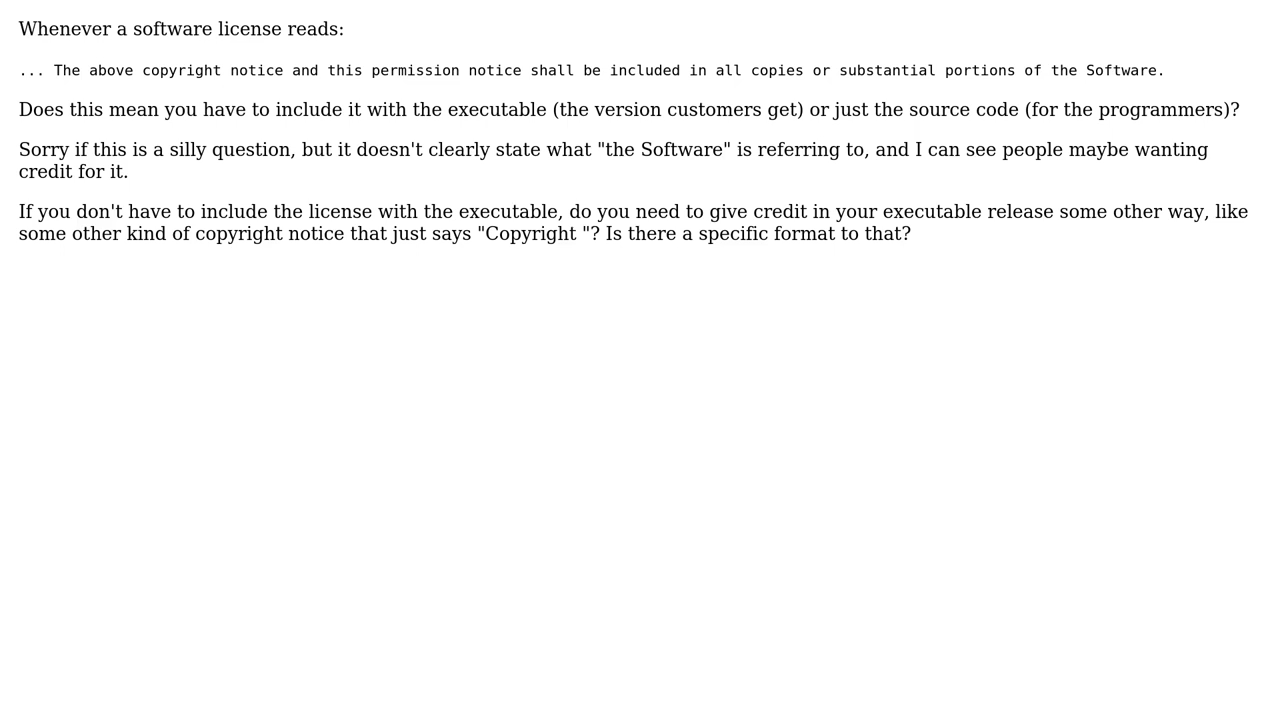 Whenever a software license reads:
... The above copyright notice and this permission notice shall be included in all copies or substantial portions of the Software.
Does this mean you have to include it with the executable (the version customers get) or just the source code (for the programmers)?
Sorry if this is a silly question, but it doesn't clearly state what "the Software" is referring to, and I can see people maybe wanting
credit for it.
If you don't have to include the license with the executable, do you need to give credit in your executable release some other way, like
some other kind of copyright notice that just says "Copyright "? Is there a specific format to that?